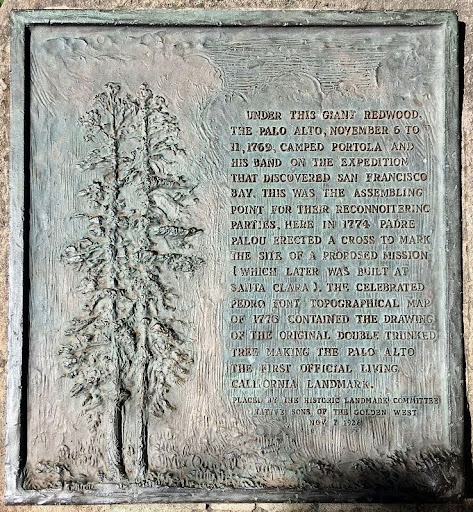 UNDER THIS GIANT REDWOOD,
THE PALO ALTO, NOVEMBER 6 TO
11, 1769, CAMPED PORTOLA AND
HIS BAND ON THE EXPEDITION
THAT DISCOVERED SAN FRANCISCO
BAY. THIS WAS THE ASSEMBLING
POINT FOR THEIR RECONNOITERING
PARTIES. HERE IN 1774 PADRE
PALOU ERECTED A CROSS TO MARK
THE SITE OF A PROPOSED MISSION
(WHICH LATER WAS BUILT AT
SANTA CLARA). THE CELEBRATED
PEDRO FONT TOPOGRAPHICAL MAP
OF 1776 CONTAINED THE DRAWING
OF THE ORIGINAL DOUBLE TRUNKED
TREE MAKING THE PALO ALTO
THE FIRST OFFICIAL LIVING
CALIFORNIA LANDMARK.
PLACED BY THE HISTORIC LANDMARK COMMITTEE
NATIVE SONS OF THE GOLDEN WEST
NOV. 7